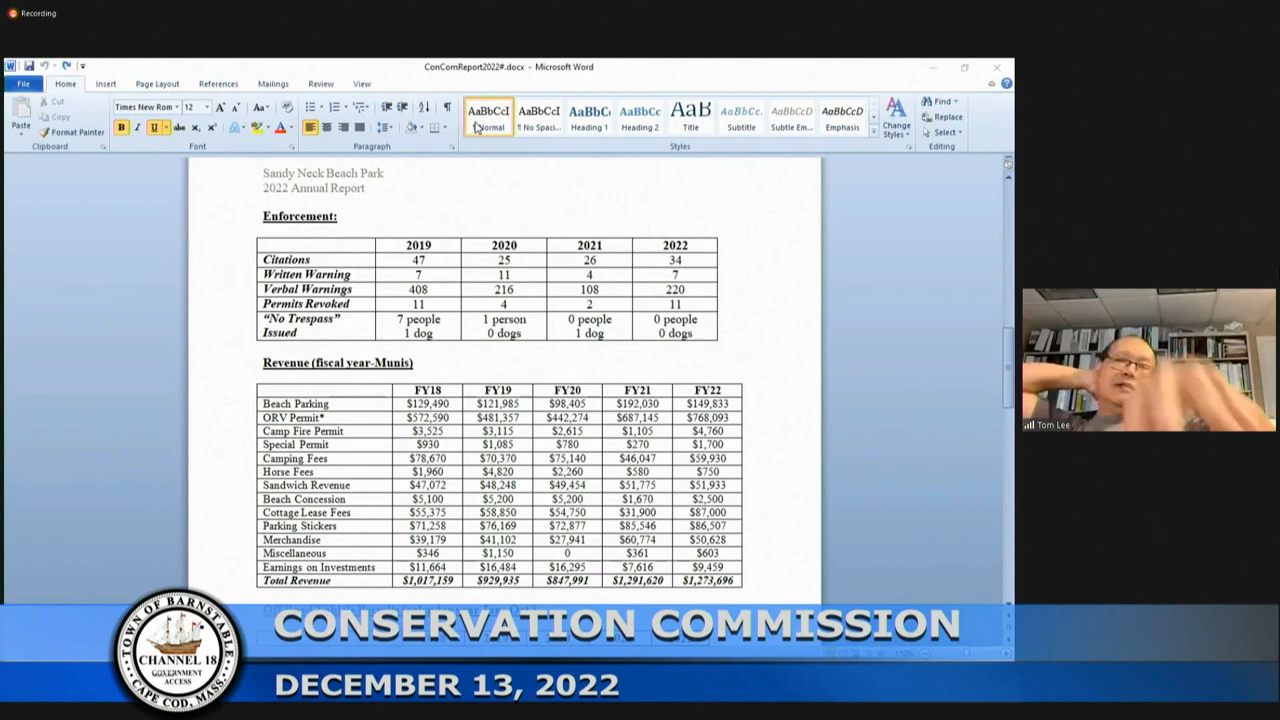 Recording
ConComReport2022#.docx - Microsoft Word
File Home Insert Page Layout References Mailings Review View
Paste Cut Copy Format Painter
Clipboard
Times New Rom 12
B I U abc
Font
Paragraph
AaBbCcI AaBbCcI AaBbC AaBbCc AaB AaBbCc. AaBbCcD AaBbCcD
Normal ¶ No Spaci... Heading 1 Heading 2 Title Subtitle Subtle Em... Emphasis
Styles
Change Styles
Find Replace Select
Editing
Sandy Neck Beach Park
2022 Annual Report
Enforcement:
2019 2020 2021 2022
Citations 47 25 26 34
Written Warning 7 11 4 7
Verbal Warnings 408 216 108 220
Permits Revoked 11 4 2 11
“No Trespass” 7 people 1 person 0 people 0 people
Issued 1 dog 0 dogs 1 dog 0 dogs
Revenue (fiscal year-Munis)
FY18 FY19 FY20 FY21 FY22
Beach Parking $129,490 $121,985 $98,405 $192,030 $149,833
ORV Permit* $572,590 $481,357 $442,274 $687,145 $768,093
Camp Fire Permit $3,525 $3,115 $2,615 $1,105 $4,760
Special Permit $930 $1,085 $780 $270 $1,700
Camping Fees $78,670 $70,370 $75,140 $46,047 $59,930
Horse Fees $1,960 $4,820 $2,260 $580 $750
Sandwich Revenue $47,072 $48,248 $49,454 $51,775 $51,933
Beach Concession $5,100 $5,200 $5,200 $1,670 $2,500
Cottage Lease Fees $55,375 $58,850 $54,750 $31,900 $87,000
Parking Stickers $71,258 $76,169 $72,877 $85,546 $86,507
Merchandise $39,179 $41,102 $27,941 $60,774 $50,628
Miscellaneous $346 $1,150 0 $361 $603
Earnings on Investments $11,664 $16,484 $16,295 $7,616 $9,459
Total Revenue $1,017,159 $929,935 $847,991 $1,291,620 $1,273,696
Tom Lee
TOWN OF BARNSTABLE
CHANNEL 18
GOVERNMENT
ACCESS
CAPE COD, MASS.
CONSERVATION COMMISSION
DECEMBER 13, 2022